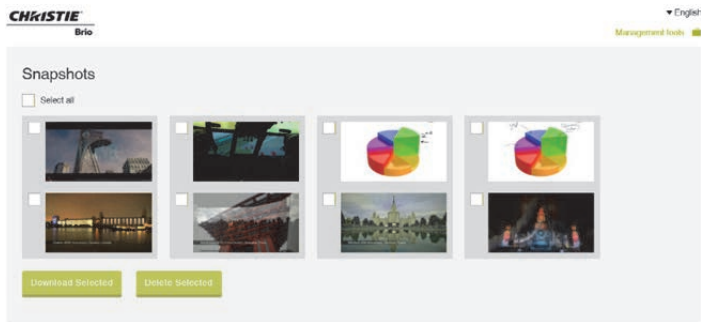 CHRISTIE
Brio
English
Management tools
Snapshots
Select all
Download Selected
Delete Selected